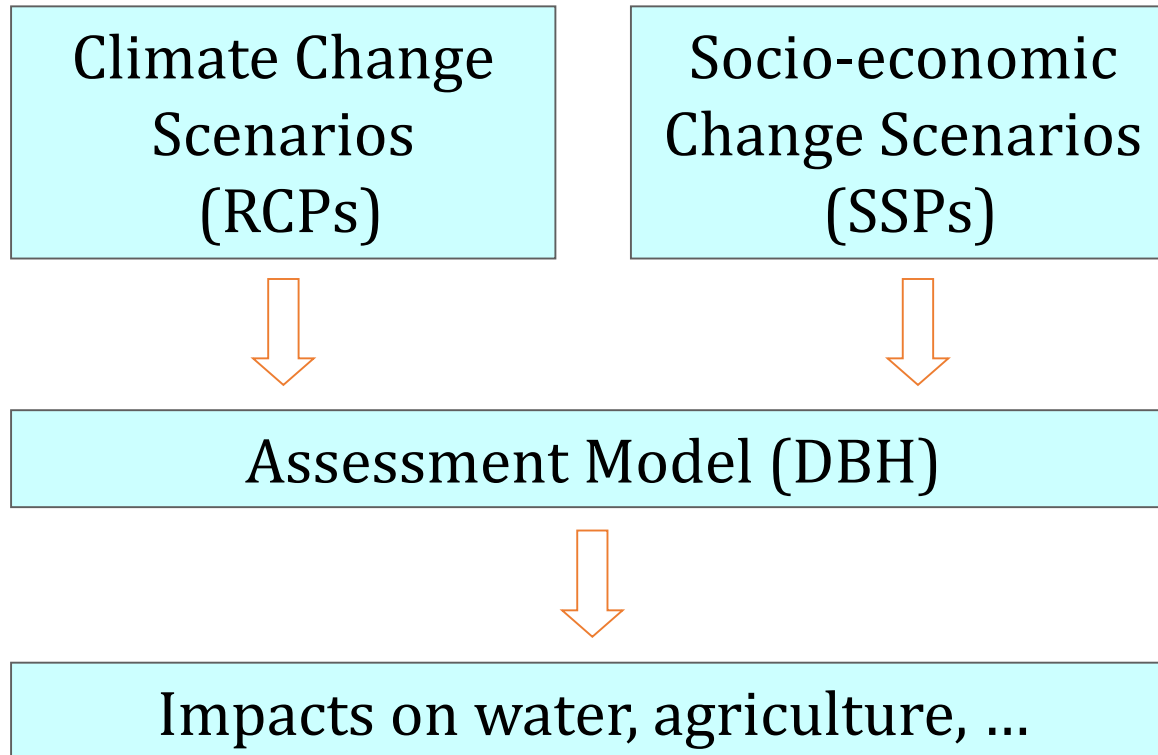 Climate Change
Scenarios
(RCPs)
Socio-economic
Change Scenarios
(SSPs)
Assessment Model (DBH)
Impacts on water, agriculture, ...